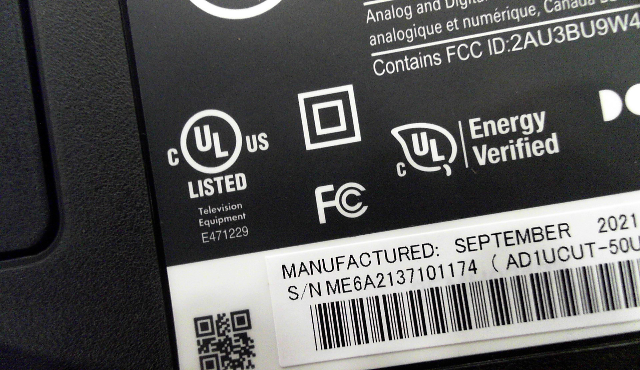 Analog and Digital
analogique et numérique, Canada
Contains FCC ID:2AU3BU9W4
C UL US
LISTED
Television
Equipment
E471229
FC
C UL
Energy
Verified
MANUFACTURED: SEPTEMBER 2021
S/N ME6A2137101174 ( AD1UCUT-50U